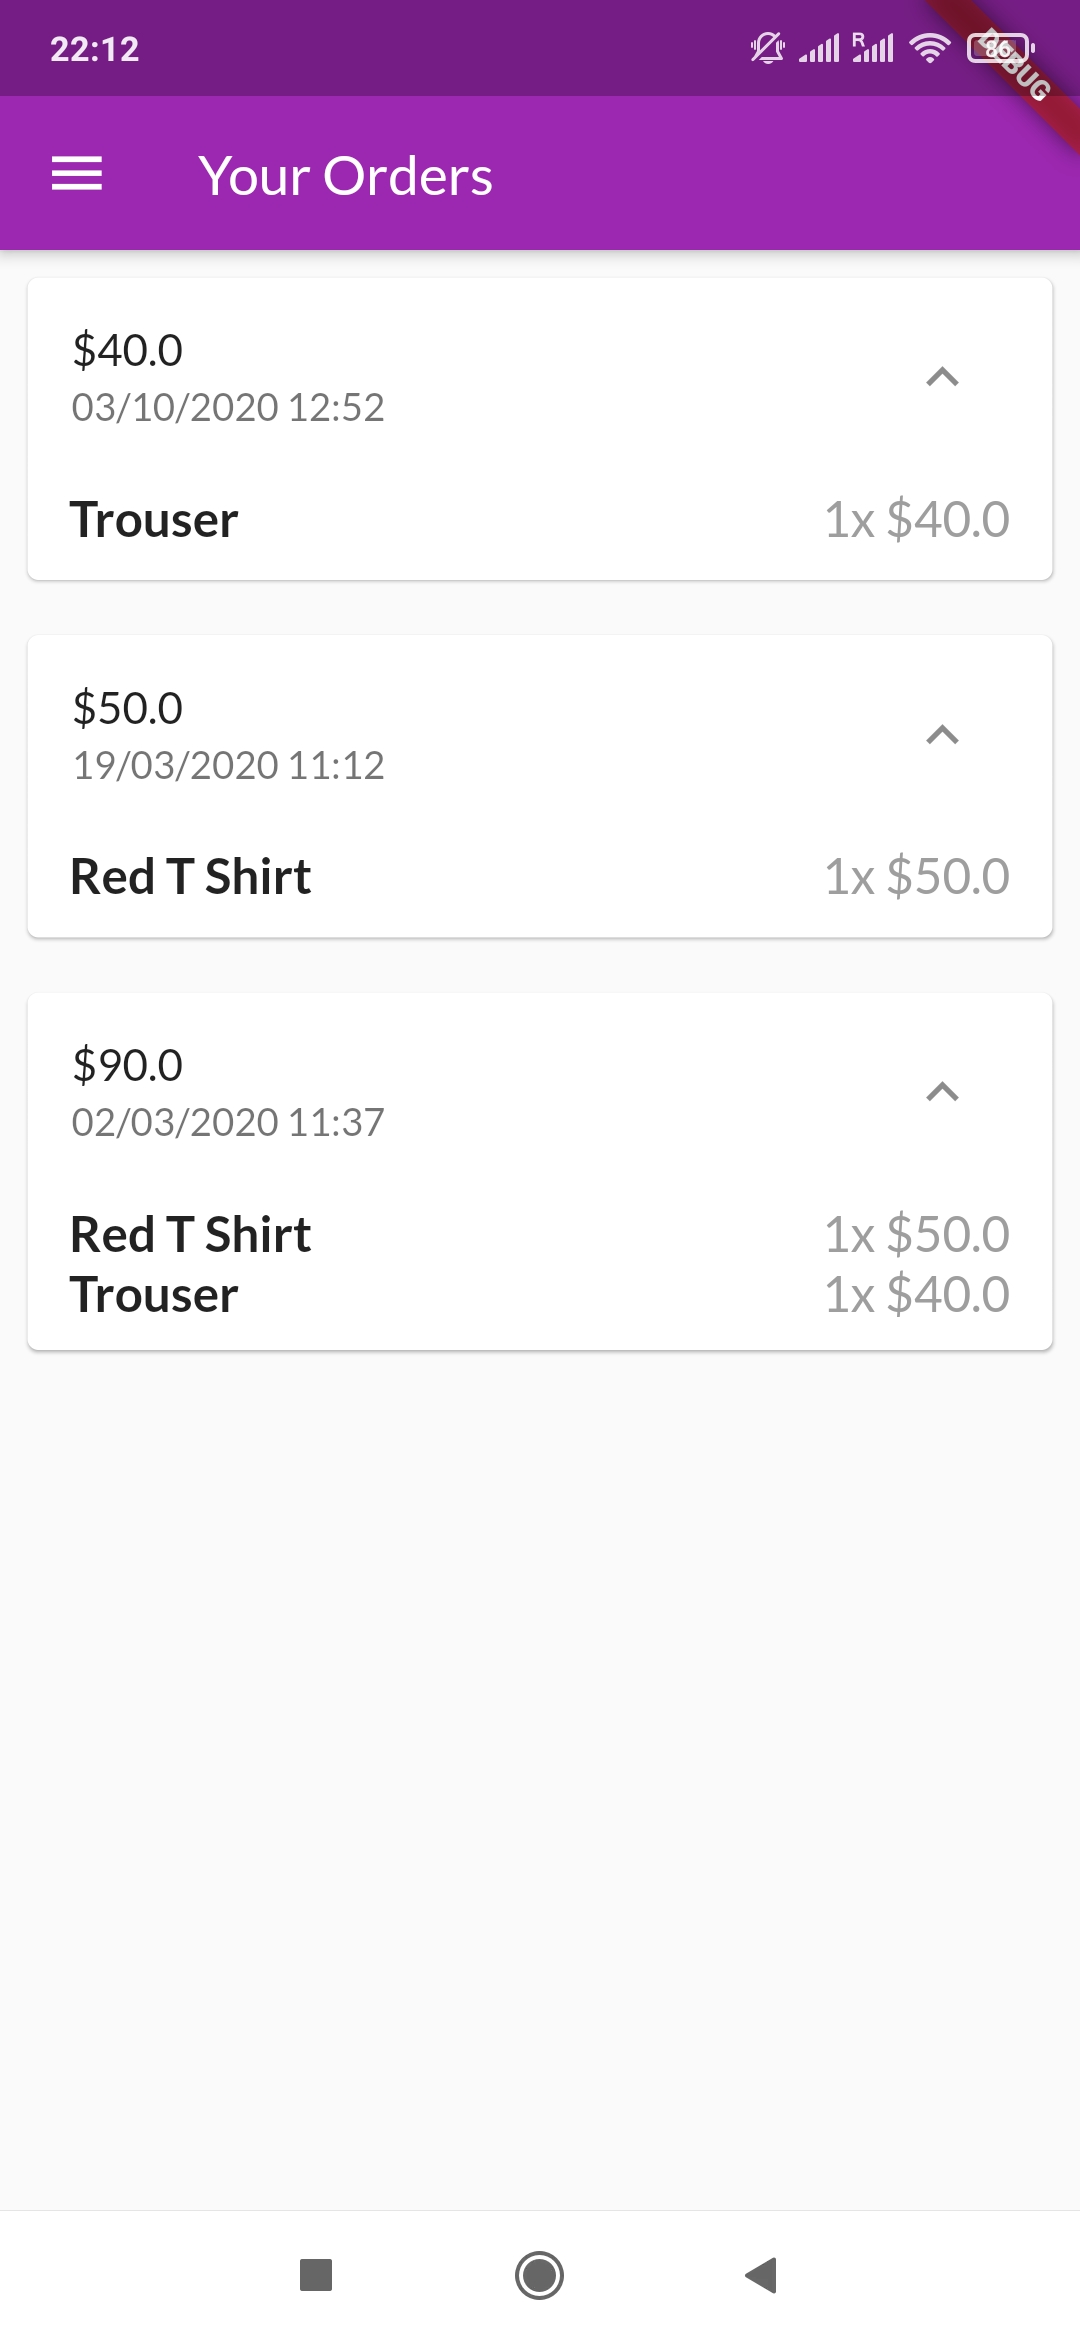 22:12
R
86
DEBUG
Your Orders
$40.0
03/10/2020 12:52
Trouser 1x $40.0
$50.0
19/03/2020 11:12
Red T Shirt 1x $50.0
$90.0
02/03/2020 11:37
Red T Shirt 1x $50.0
Trouser 1x $40.0